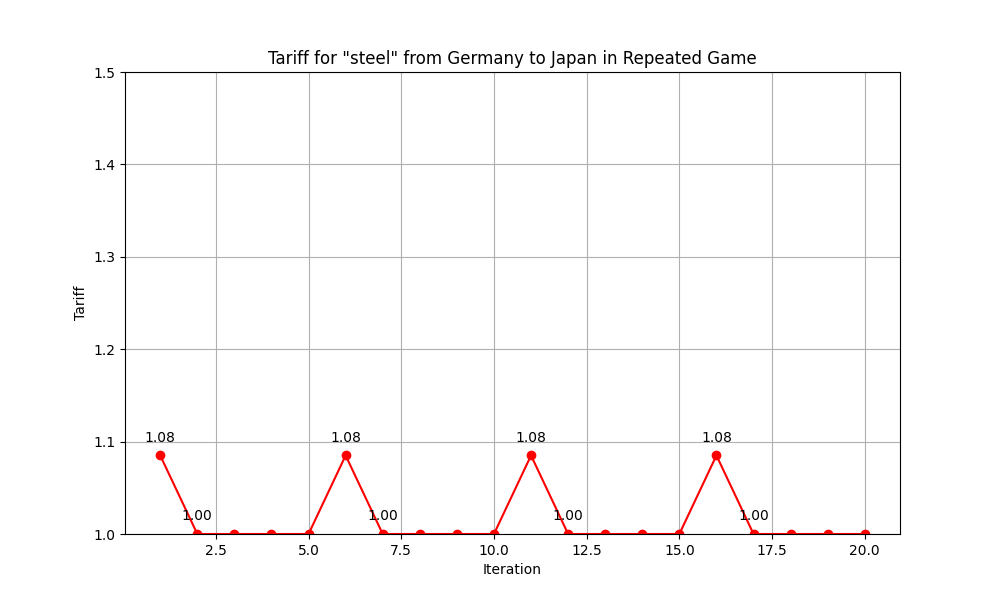 Tariff for "steel" from Germany to Japan in Repeated Game
1.5
1.4
1.3
1.2
1.1
1.0
Tariff
1.08 1.08 1.08 1.08
1.00 1.00 1.00 1.00
2.5 5.0 7.5 10.0 12.5 15.0 17.5 20.0
Iteration